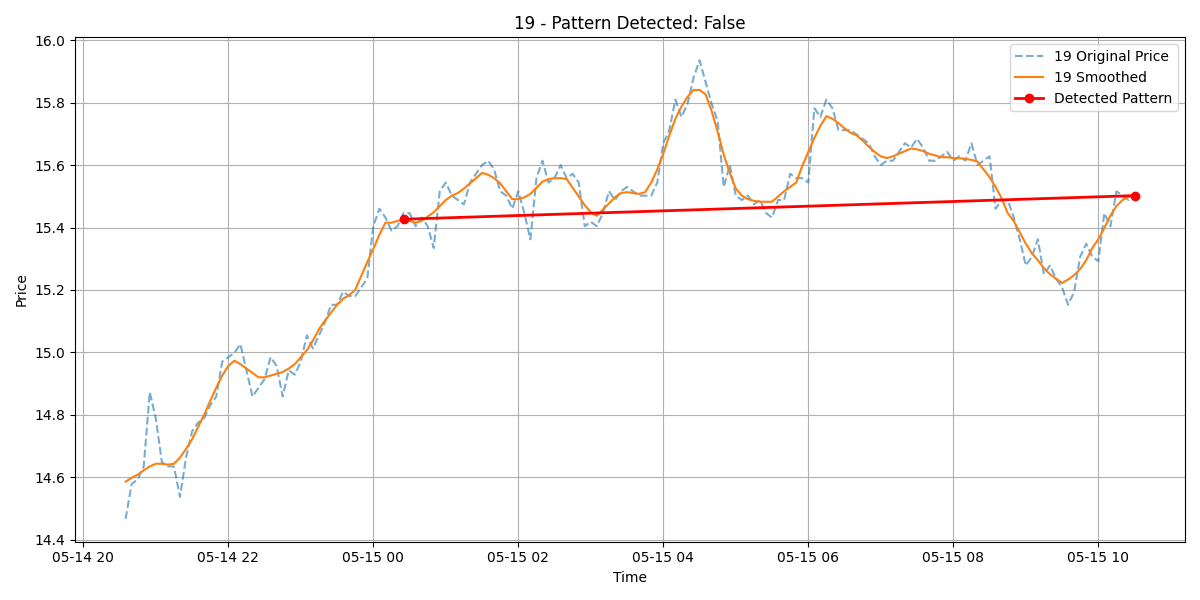 19 - Pattern Detected: False
16.0
15.8
15.6
15.4
15.2
15.0
14.8
14.6
14.4
Price
19 Original Price
19 Smoothed
Detected Pattern
05-14 20
05-14 22
05-15 00
05-15 02
05-15 04
05-15 06
05-15 08
05-15 10
Time